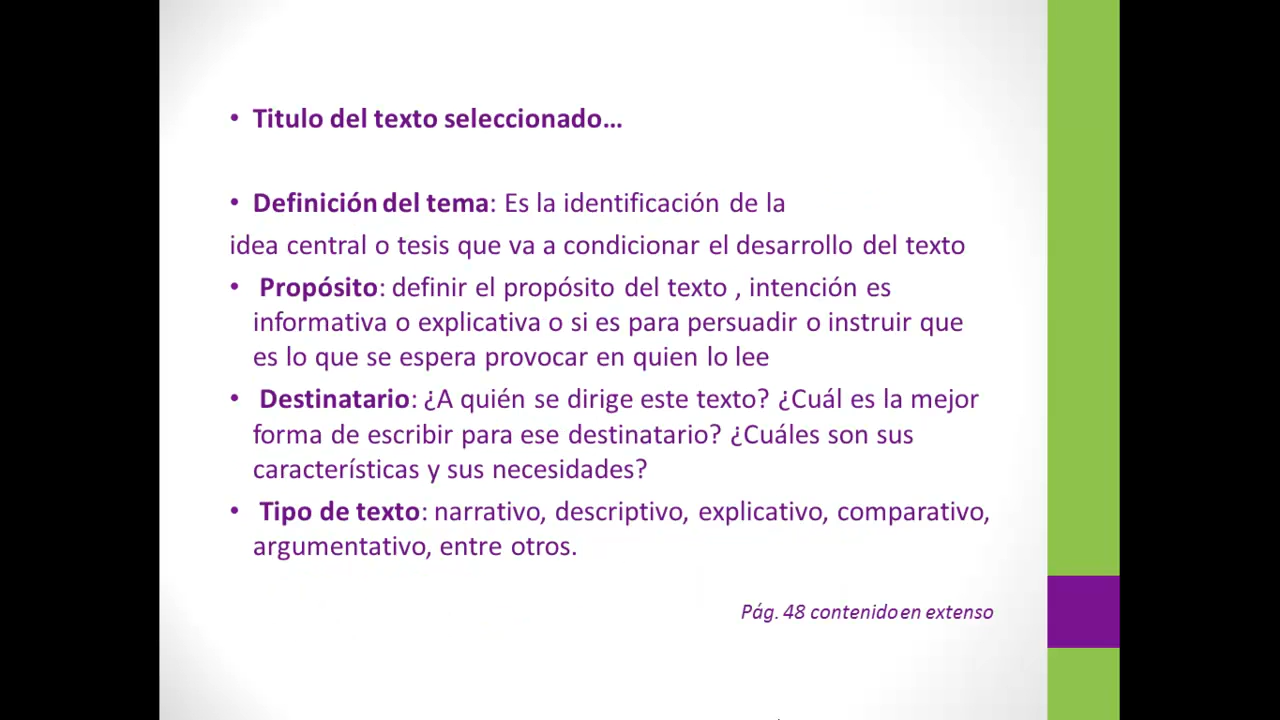 • Titulo del texto seleccionado...
• Definición del tema: Es la identificación de la
idea central o tesis que va a condicionar el desarrollo del texto
• Propósito: definir el propósito del texto , intención es
informativa o explicativa o si es para persuadir o instruir que
es lo que se espera provocar en quien lo lee
• Destinatario: ¿A quién se dirige este texto? ¿Cuál es la mejor
forma de escribir para ese destinatario? ¿Cuáles son sus
características y sus necesidades?
• Tipo de texto: narrativo, descriptivo, explicativo, comparativo,
argumentativo, entre otros.
Pág. 48 contenido en extenso